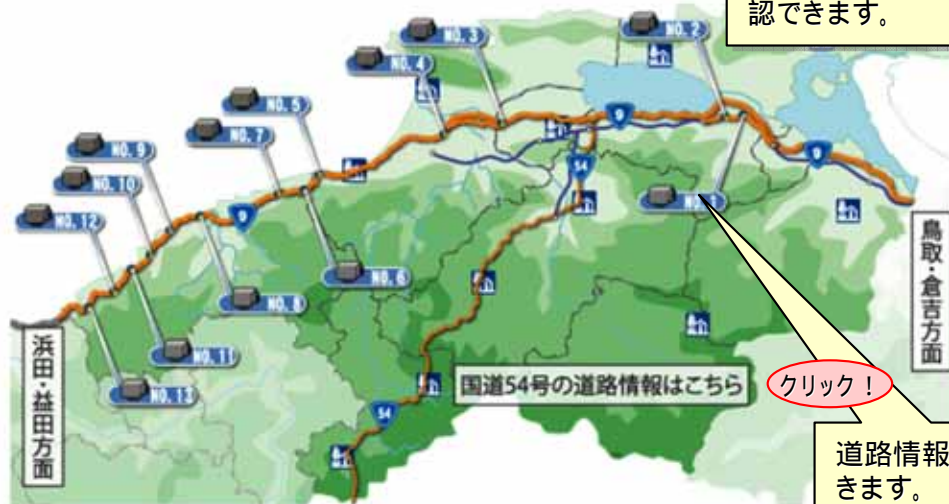 認できます。
NO. 3
NO. 2
NO. 4
NO. 5
NO. 7
NO. 9
NO. 10
NO. 12
9
9
54
9
NO. 6
NO. 8
NO. 11
NO. 13
鳥取・倉吉方面
浜田・益田方面
国道54号の道路情報はこちら
クリック！
54
道路情報
きます。